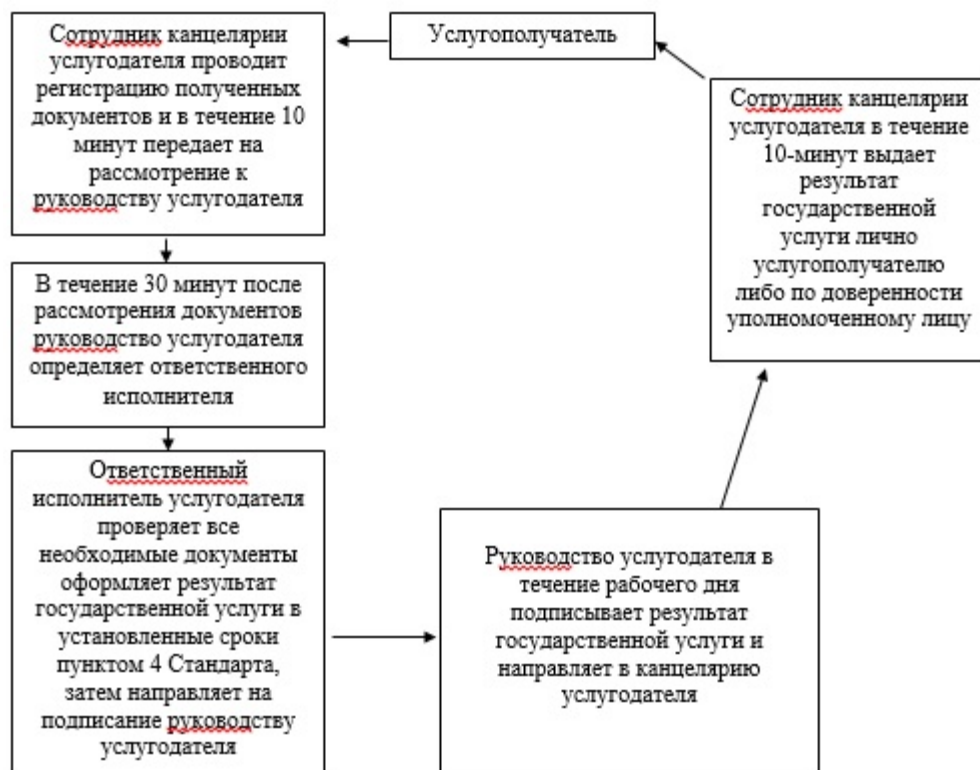 Услугополучатель
Сотрудник канцелярии
услугодателя проводит
регистрацию полученных
документов и в течение 10
минут передает на
рассмотрение к
руководству услугодателя
В течение 30 минут после
рассмотрения документов
руководство услугодателя
определяет ответственного
исполнителя
Ответственный
исполнитель услугодателя
проверяет все
необходимые документы
оформляет результат
государственной услуги в
установленные сроки
пунктом 4 Стандарта,
затем направляет на
подписание руководству
услугодателя
Руководство услугодателя в
течение рабочего дня
подписывает результат
государственной услуги и
направляет в канцелярию
услугодателя
Сотрудник канцелярии
услугодателя в течение
10-минут выдает
результат
государственной
услуги лично
услугополучателю
либо по доверенности
уполномоченному лицу